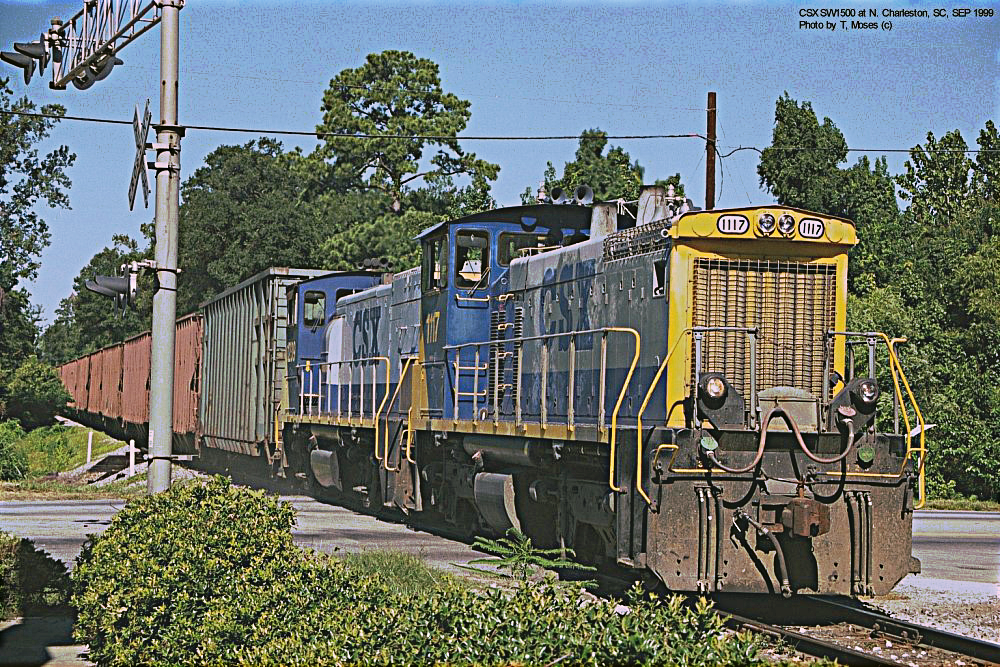 CSX SW1500 at N. Charleston, SC, SEP 1999
Photo by T, Moses (c)
1117 1117
CSX
1117
CSX